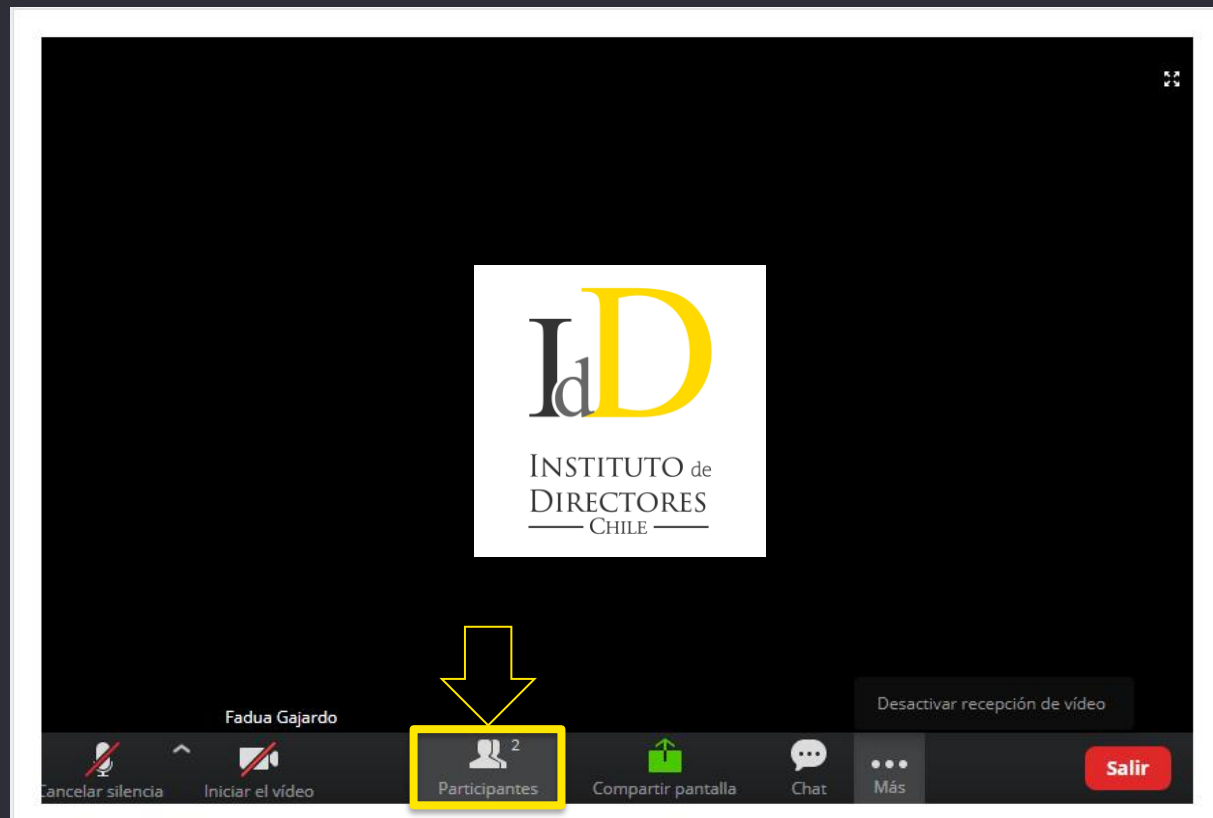 IdD
INSTITUTO de
DIRECTORES
CHILE
Desactivar recepción de vídeo
Fadua Gajardo
2
Cancelar silencia
Iniciar el vídeo
Participantes
Compartir pantalla
Chat
Más
Salir